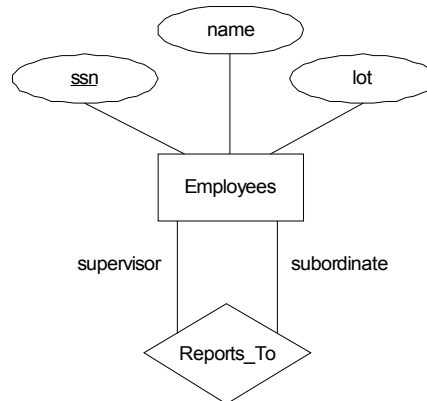 name
ssn
lot
Employees
supervisor
subordinate
Reports_To